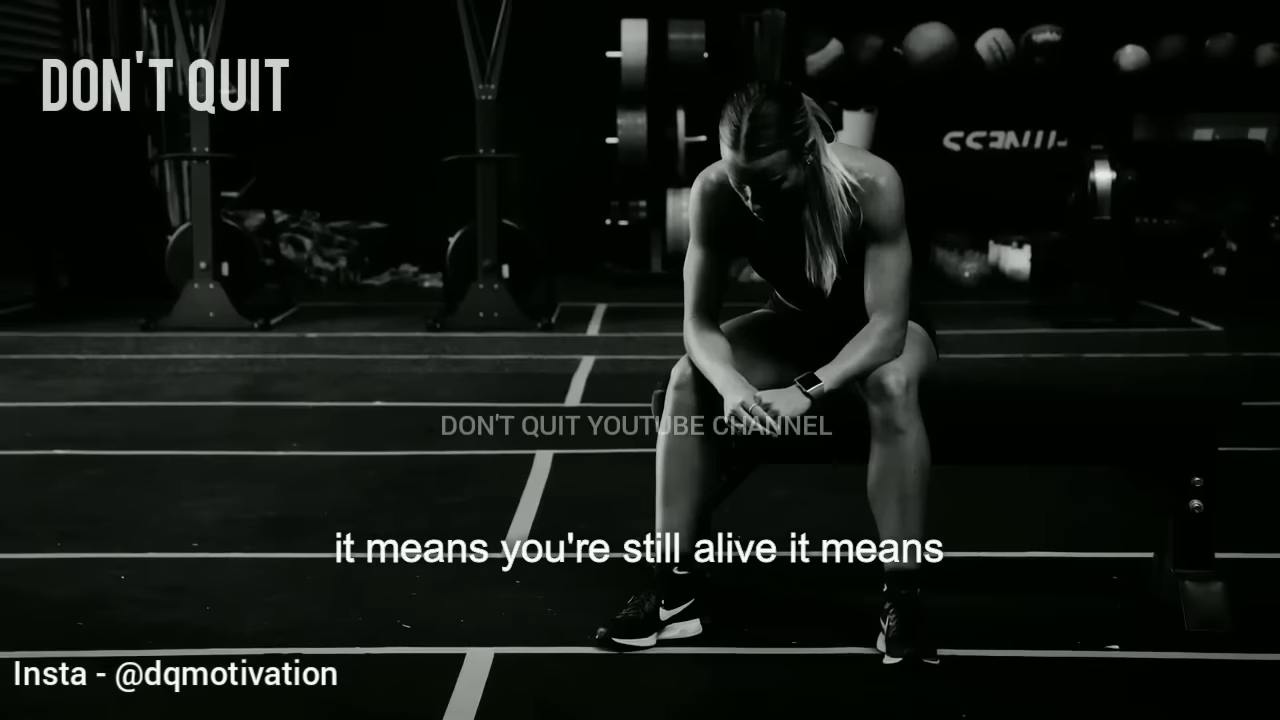 DON'T QUIT
DON'T QUIT YOUTUBE CHANNEL
it means you're still alive it means
Insta - @dqmotivation